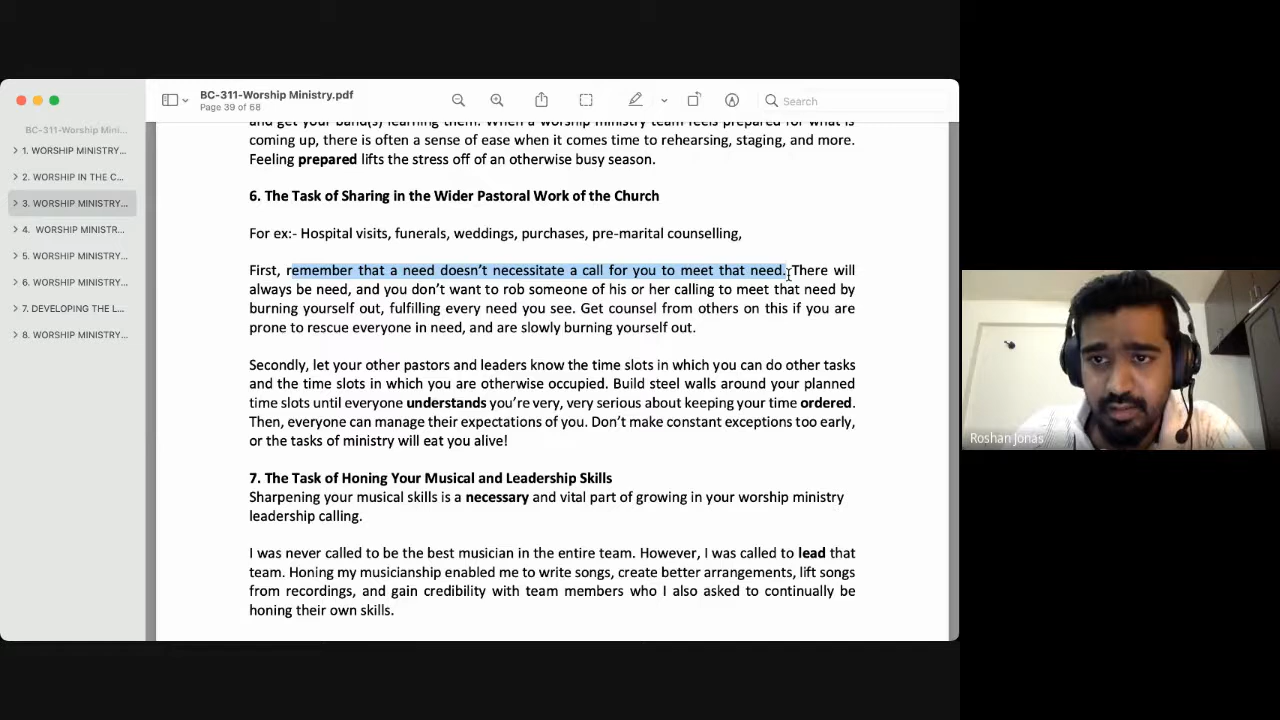 BC-311-Worship Ministry.pdf
Page 39 of 68
Search
BC-311-Worship Mini...
1. WORSHIP MINISTRY...
2. WORSHIP IN THE C...
3. WORSHIP MINISTRY...
4. WORSHIP MINISTR...
5. WORSHIP MINISTRY...
6. WORSHIP MINISTRY...
7. DEVELOPING THE L...
8. WORSHIP MINISTRY...
and get your band(s) learning them. When a worship ministry team feels prepared for what is
coming up, there is often a sense of ease when it comes time to rehearsing, staging, and more.
Feeling prepared lifts the stress off of an otherwise busy season.
6. The Task of Sharing in the Wider Pastoral Work of the Church
For ex:- Hospital visits, funerals, weddings, purchases, pre-marital counselling,
First, remember that a need doesn't necessitate a call for you to meet that need. There will
always be need, and you don't want to rob someone of his or her calling to meet that need by
burning yourself out, fulfilling every need you see. Get counsel from others on this if you are
prone to rescue everyone in need, and are slowly burning yourself out.
Secondly, let your other pastors and leaders know the time slots in which you can do other tasks
and the time slots in which you are otherwise occupied. Build steel walls around your planned
time slots until everyone understands you're very, very serious about keeping your time ordered.
Then, everyone can manage their expectations of you. Don't make constant exceptions too early,
or the tasks of ministry will eat you alive!
7. The Task of Honing Your Musical and Leadership Skills
Sharpening your musical skills is a necessary and vital part of growing in your worship ministry
leadership calling.
I was never called to be the best musician in the entire team. However, I was called to lead that
team. Honing my musicianship enabled me to write songs, create better arrangements, lift songs
from recordings, and gain credibility with team members who I also asked to continually be
honing their own skills.
Roshan Jonas